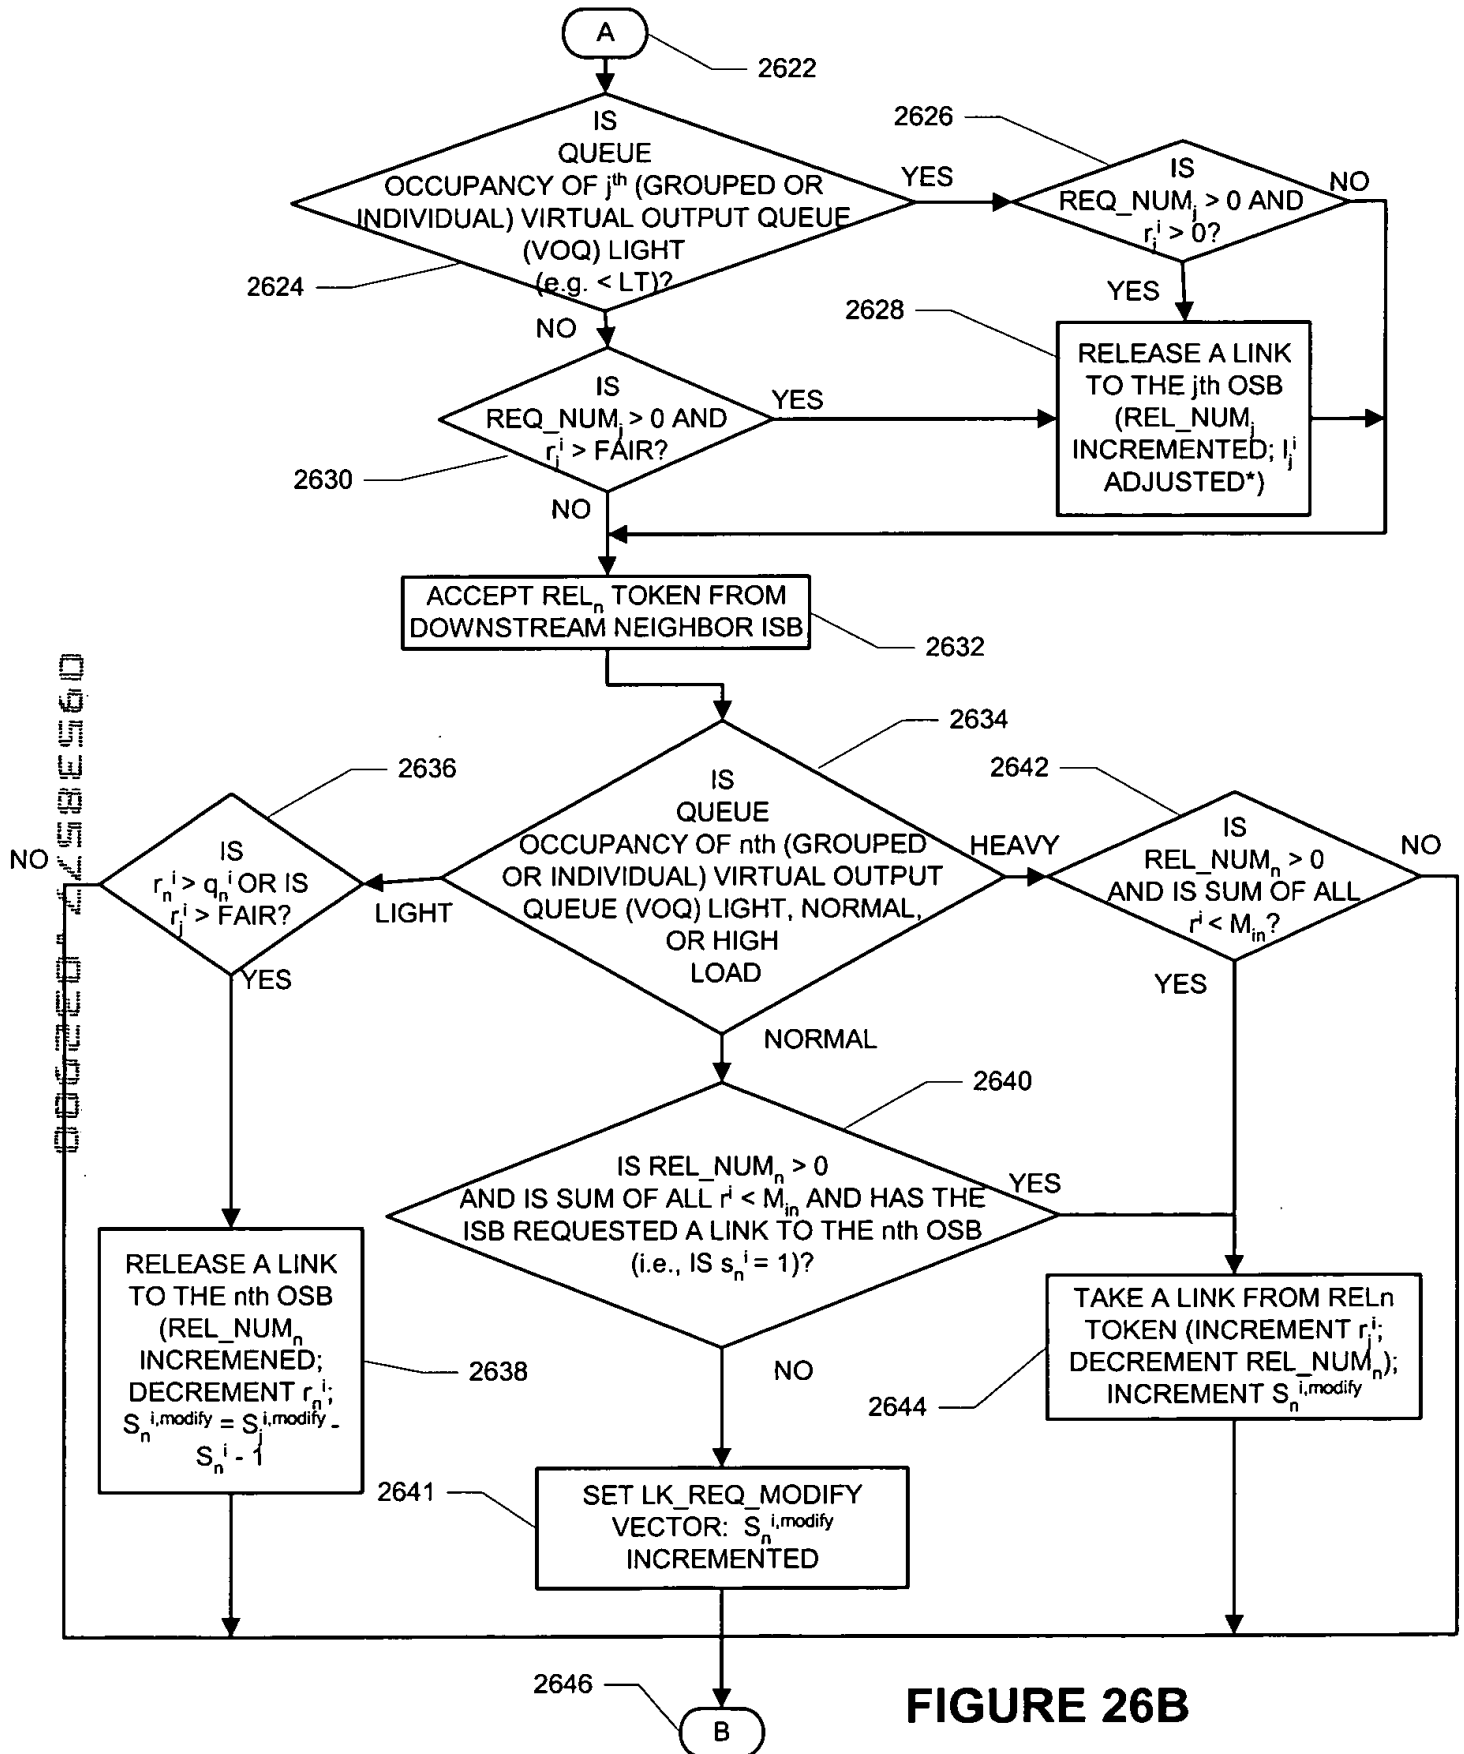 A
2622
IS
QUEUE
OCCUPANCY OF jth (GROUPED OR
INDIVIDUAL) VIRTUAL OUTPUT QUEUE
(VOQ) LIGHT
(e.g. < LT)?
2624
YES
NO
2626
IS
REQ_NUMj > 0 AND
rji > 0?
NO
YES
2628
RELEASE A LINK
TO THE jth OSB
(REL_NUMj
INCREMENTED; lji
ADJUSTED*)
IS
REQ_NUMj > 0 AND
rji > FAIR?
YES
2630
NO
ACCEPT RELn TOKEN FROM
DOWNSTREAM NEIGHBOR ISB
2632
2634
IS
QUEUE
OCCUPANCY OF nth (GROUPED
OR INDIVIDUAL) VIRTUAL OUTPUT
QUEUE (VOQ) LIGHT, NORMAL,
OR HIGH
LOAD
LIGHT
HEAVY
NORMAL
2636
NO
IS
rni > qni OR IS
rji > FAIR?
YES
2642
IS
REL_NUMn > 0
AND IS SUM OF ALL
ri < Min?
NO
YES
2640
IS REL_NUMn > 0
AND IS SUM OF ALL ri < Min AND HAS THE
ISB REQUESTED A LINK TO THE nth OSB
(i.e., IS sni = 1)?
YES
NO
RELEASE A LINK
TO THE nth OSB
(REL_NUMn
INCREMENED;
DECREMENT rni;
Sni,modify = Sji,modify -
Sni - 1
2638
TAKE A LINK FROM RELn
TOKEN (INCREMENT rji;
DECREMENT REL_NUMn);
INCREMENT Sni,modify
2644
2641
SET LK_REQ_MODIFY
VECTOR: Sni,modify
INCREMENTED
2646
B
FIGURE 26B